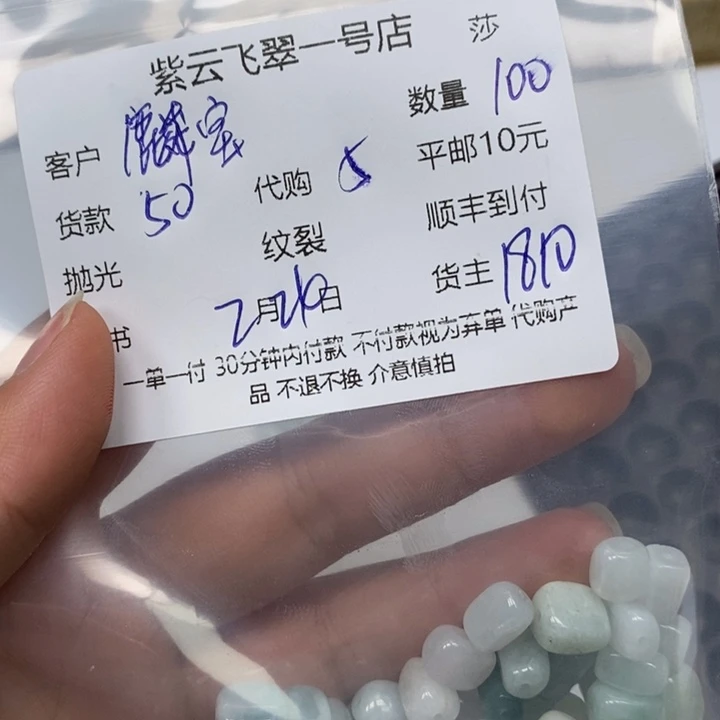 紫云飞翠一号店 莎
客户 麟宝 数量 100
货款 50 代购 5 平邮10元
抛光 纹裂 顺丰到付
书 2月26日 货主 1810
一单一付 30分钟内付款 不付款视为弃单 代购产
品 不退不换 介意慎拍